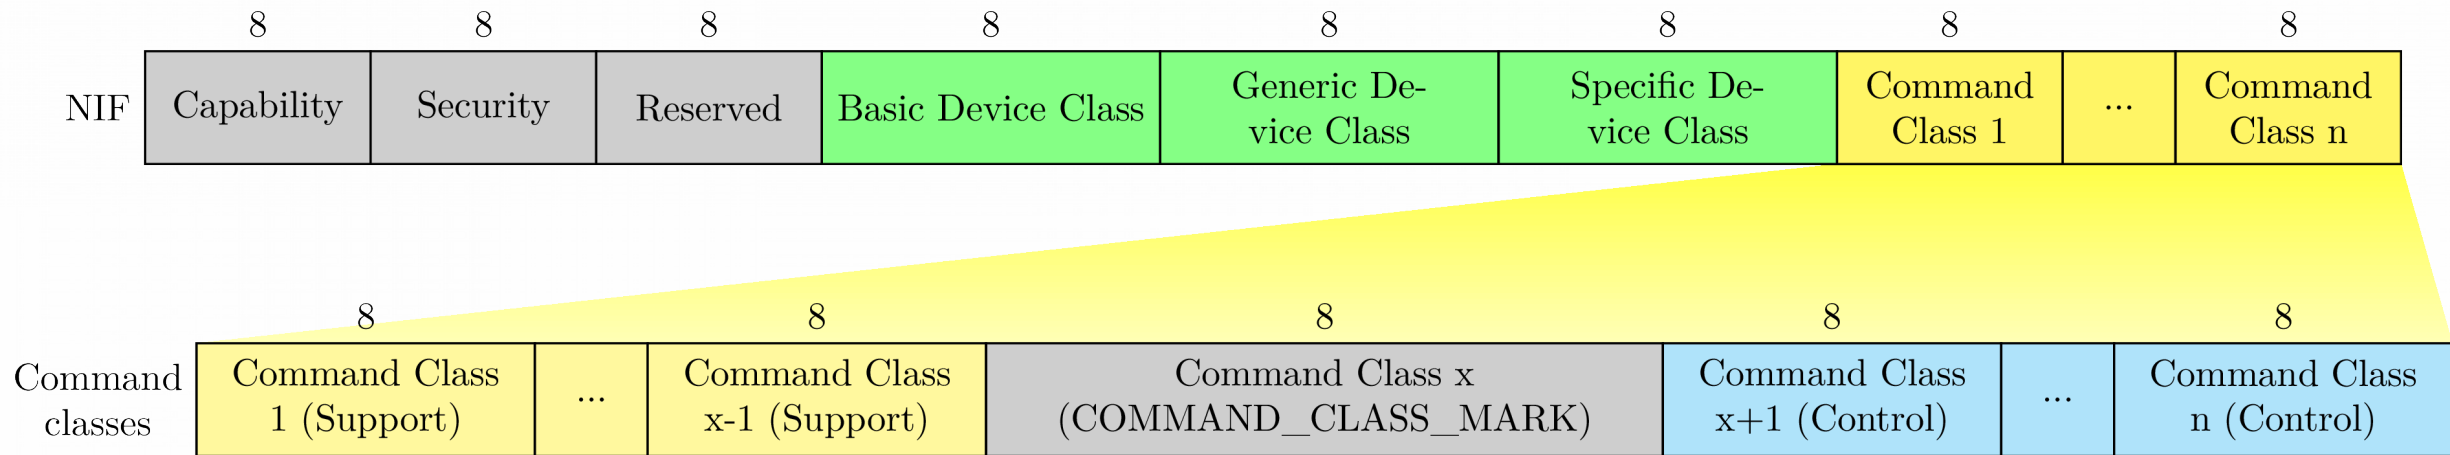 8 8 8 8 8 8 8 8
NIF Capability Security Reserved Basic Device Class Generic De-
vice Class Specific De-
vice Class Command
Class 1 ... Command
Class n
8 8 8 8 8
Command
classes Command Class
1 (Support) ... Command Class
x-1 (Support) Command Class x
(COMMAND_CLASS_MARK) Command Class
x+1 (Control) ... Command Class
n (Control)